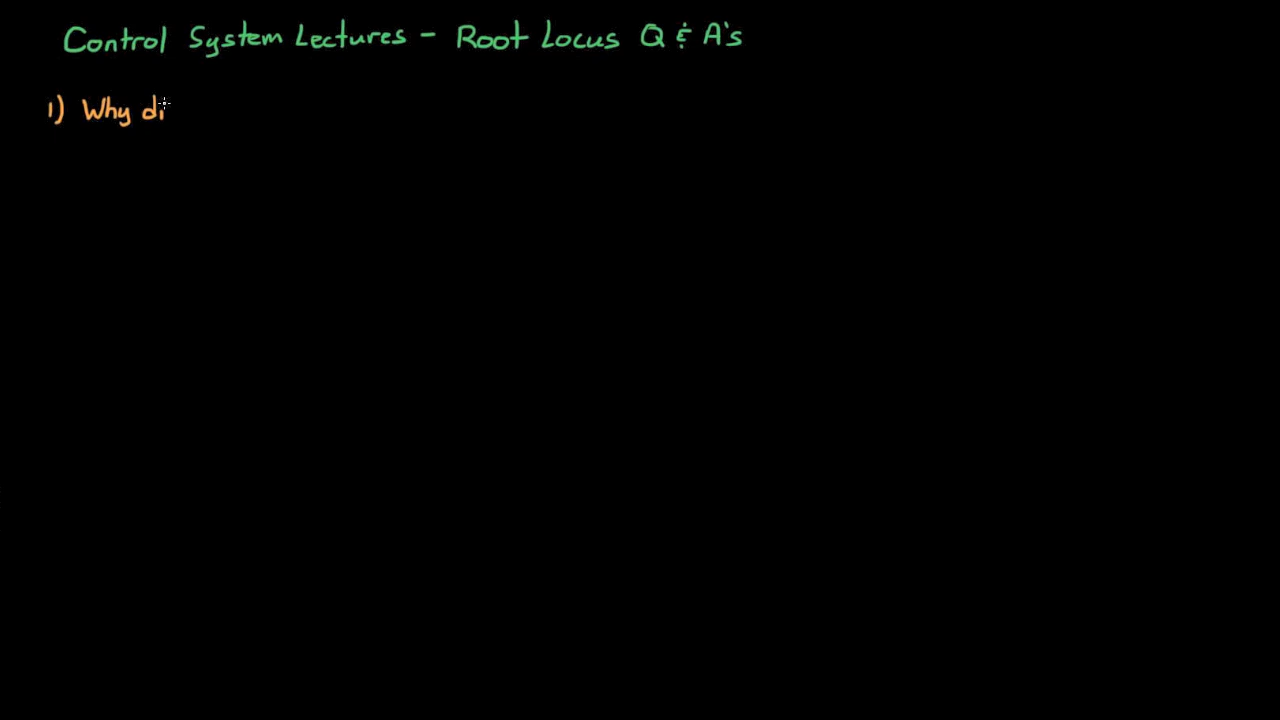 Control System Lectures - Root Locus Q & A's
1) Why di